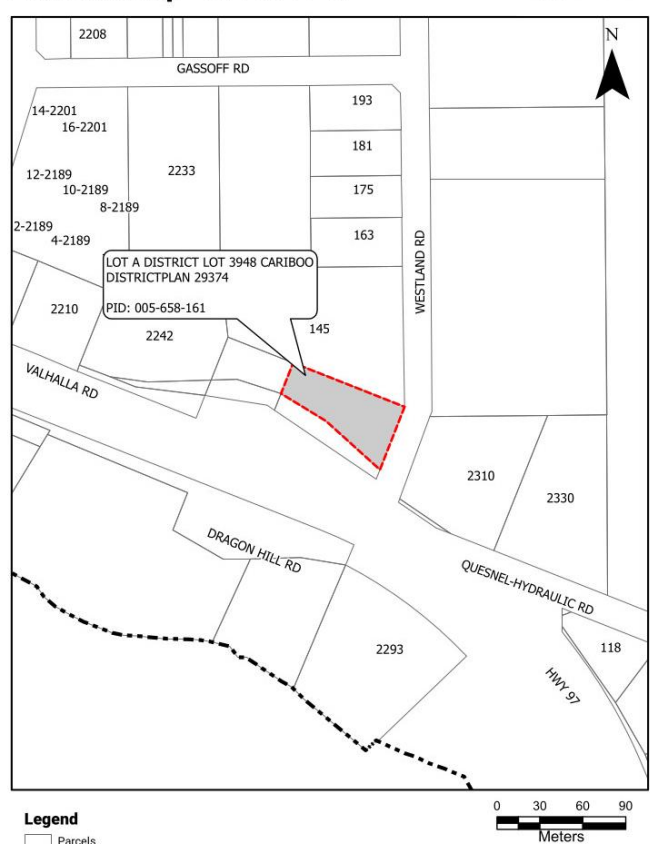 2208
N
GASSOFF RD
14-2201
16-2201
193
181
2233
12-2189
10-2189
8-2189
175
2-2189
4-2189
163
WESTLAND RD
LOT A DISTRICT LOT 3948 CARIBOO
DISTRICTPLAN 29374
PID: 005-658-161
2210
2242
145
VALHALLA RD
2310
2330
DRAGON HILL RD
QUESNEL-HYDRAULIC RD
2293
118
HWY 97
Legend
Parcels
0 30 60 90
Meters